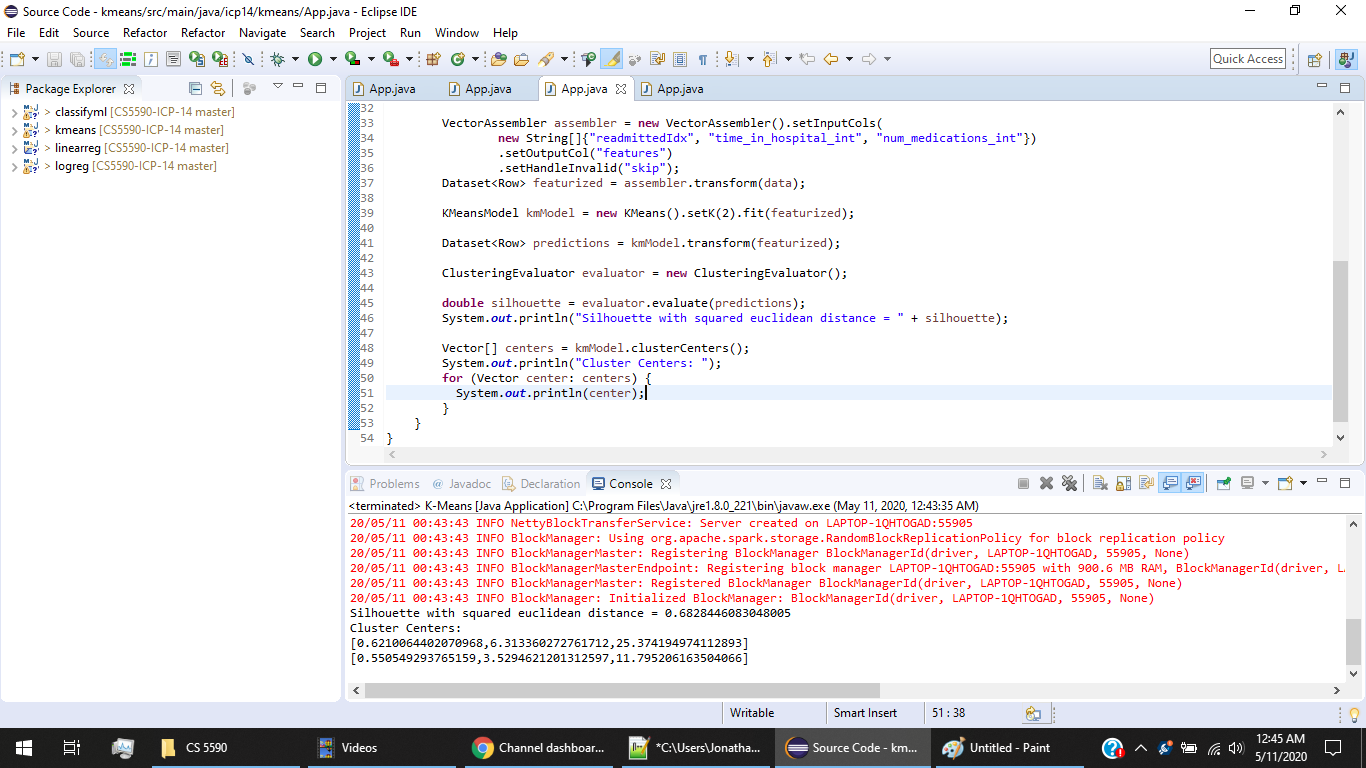 Source Code - kmeans/src/main/java/icp14/kmeans/App.java - Eclipse IDE
File Edit Source Refactor Refactor Navigate Search Project Run Window Help
Quick Access
Package Explorer
App.java App.java App.java App.java
> classifyml [CS5590-ICP-14 master]
> kmeans [CS5590-ICP-14 master]
> linearreg [CS5590-ICP-14 master]
> logreg [CS5590-ICP-14 master]
32
33 VectorAssembler assembler = new VectorAssembler().setInputCols(
34 new String[]{"readmittedIdx", "time_in_hospital_int", "num_medications_int"})
35 .setOutputCol("features")
36 .setHandleInvalid("skip");
37 Dataset<Row> featurized = assembler.transform(data);
38
39 KMeansModel kmModel = new KMeans().setK(2).fit(featurized);
40
41 Dataset<Row> predictions = kmModel.transform(featurized);
42
43 ClusteringEvaluator evaluator = new ClusteringEvaluator();
44
45 double silhouette = evaluator.evaluate(predictions);
46 System.out.println("Silhouette with squared euclidean distance = " + silhouette);
47
48 Vector[] centers = kmModel.clusterCenters();
49 System.out.println("Cluster Centers: ");
50 for (Vector center: centers) {
51 System.out.println(center);
52 }
53 }
54 }
Problems @ Javadoc Declaration Console
<terminated> K-Means [Java Application] C:\Program Files\Java\jre1.8.0_221\bin\javaw.exe (May 11, 2020, 12:43:35 AM)
20/05/11 00:43:43 INFO NettyBlockTransferService: Server created on LAPTOP-1QHTOGAD:55905
20/05/11 00:43:43 INFO BlockManager: Using org.apache.spark.storage.RandomBlockReplicationPolicy for block replication policy
20/05/11 00:43:43 INFO BlockManagerMaster: Registering BlockManager BlockManagerId(driver, LAPTOP-1QHTOGAD, 55905, None)
20/05/11 00:43:43 INFO BlockManagerMasterEndpoint: Registering block manager LAPTOP-1QHTOGAD:55905 with 900.6 MB RAM, BlockManagerId(driver, L
20/05/11 00:43:43 INFO BlockManagerMaster: Registered BlockManager BlockManagerId(driver, LAPTOP-1QHTOGAD, 55905, None)
20/05/11 00:43:43 INFO BlockManager: Initialized BlockManager: BlockManagerId(driver, LAPTOP-1QHTOGAD, 55905, None)
Silhouette with squared euclidean distance = 0.6828446083048005
Cluster Centers:
[0.6210064402070968,6.313360272761712,25.374194974112893]
[0.550549293765159,3.5294621201312597,11.795206163504066]
Writable Smart Insert 51 : 38
CS 5590 Videos Channel dashboar... *C:\Users\Jonatha... Source Code - km... Untitled - Paint
12:45 AM
5/11/2020